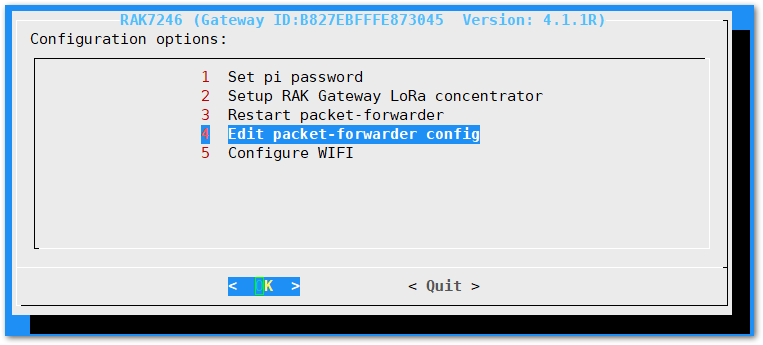 RAK7246 (Gateway ID:B827EBFFFE873045  Version: 4.1.1R)
Configuration options:
1  Set pi password
2  Setup RAK Gateway LoRa concentrator
3  Restart packet-forwarder
4  Edit packet-forwarder config
5  Configure WIFI
<  OK  >  < Quit >